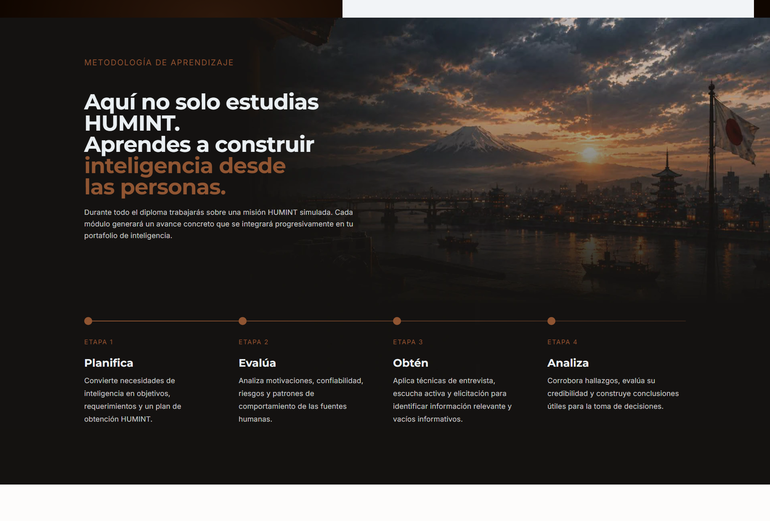 METODOLOGÍA DE APRENDIZAJE
Aquí no solo estudias
HUMINT.
Aprendes a construir
inteligencia desde
las personas.
Durante todo el diploma trabajarás sobre una misión HUMINT simulada. Cada
módulo generará un avance concreto que se integrará progresivamente en tu
portafolio de inteligencia.
ETAPA 1
Planifica
Convierte necesidades de
inteligencia en objetivos,
requerimientos y un plan de
obtención HUMINT.
ETAPA 2
Evalúa
Analiza motivaciones, confiabilidad,
riesgos y patrones de
comportamiento de las fuentes
humanas.
ETAPA 3
Obtén
Aplica técnicas de entrevista,
escucha activa y elicitación para
identificar información relevante y
vacíos informativos.
ETAPA 4
Analiza
Corrobora hallazgos, evalúa su
credibilidad y construye conclusiones
útiles para la toma de decisiones.